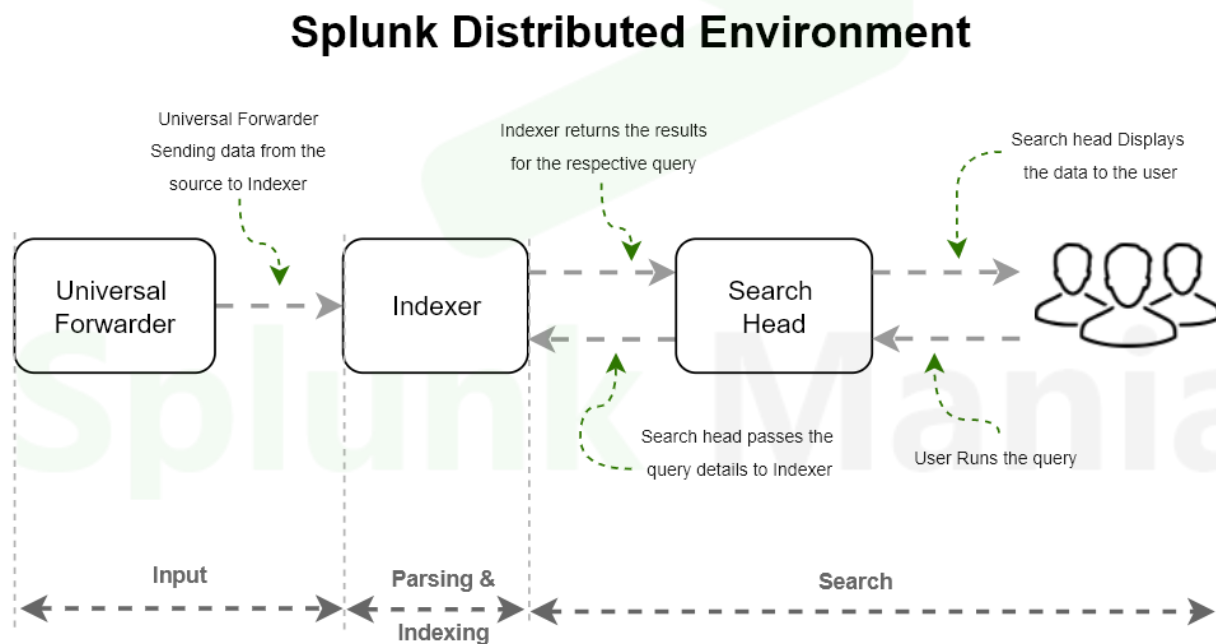 Splunk Distributed Environment
Universal Forwarder
Sending data from the
source to Indexer
Indexer returns the results
for the respective query
Search head Displays
the data to the user
Universal
Forwarder
Indexer
Search
Head
Search head passes the
query details to Indexer
User Runs the query
Splunk Mania
Input
Parsing &
Indexing
Search